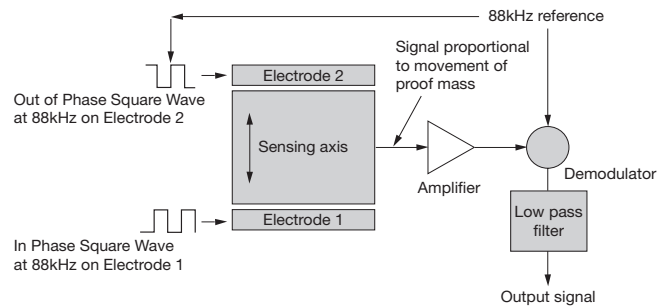 88kHz reference
Signal proportional
to movement of
proof mass
Electrode 2
Out of Phase Square Wave
at 88kHz on Electrode 2
Sensing axis
Amplifier
Demodulator
Electrode 1
Low pass
filter
In Phase Square Wave
at 88kHz on Electrode 1
Output signal